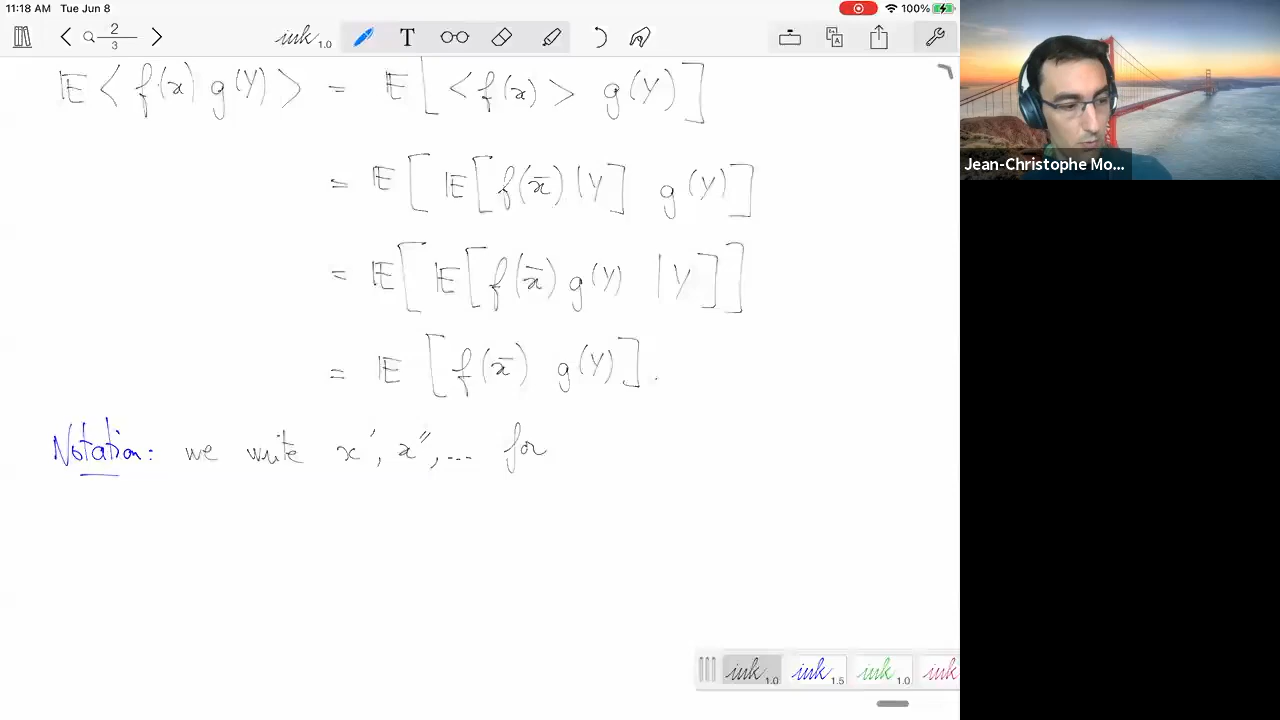 11:18 AM Tue Jun 8
100%
2
3
ink 1.0
T
𝔼 < f(x) g(Y) > = 𝔼 [ < f(x) > g(Y) ]
Jean-Christophe Mo...
= 𝔼 [ 𝔼 [ f(x̄) | Y ] g(Y) ]
= 𝔼 [ 𝔼 [ f(x̄) g(Y) | Y ] ]
= 𝔼 [ f(x̄) g(Y) ] .
Notation: we write x', x'', ... for
ink 1.0 ink 1.5 ink 1.0 ink